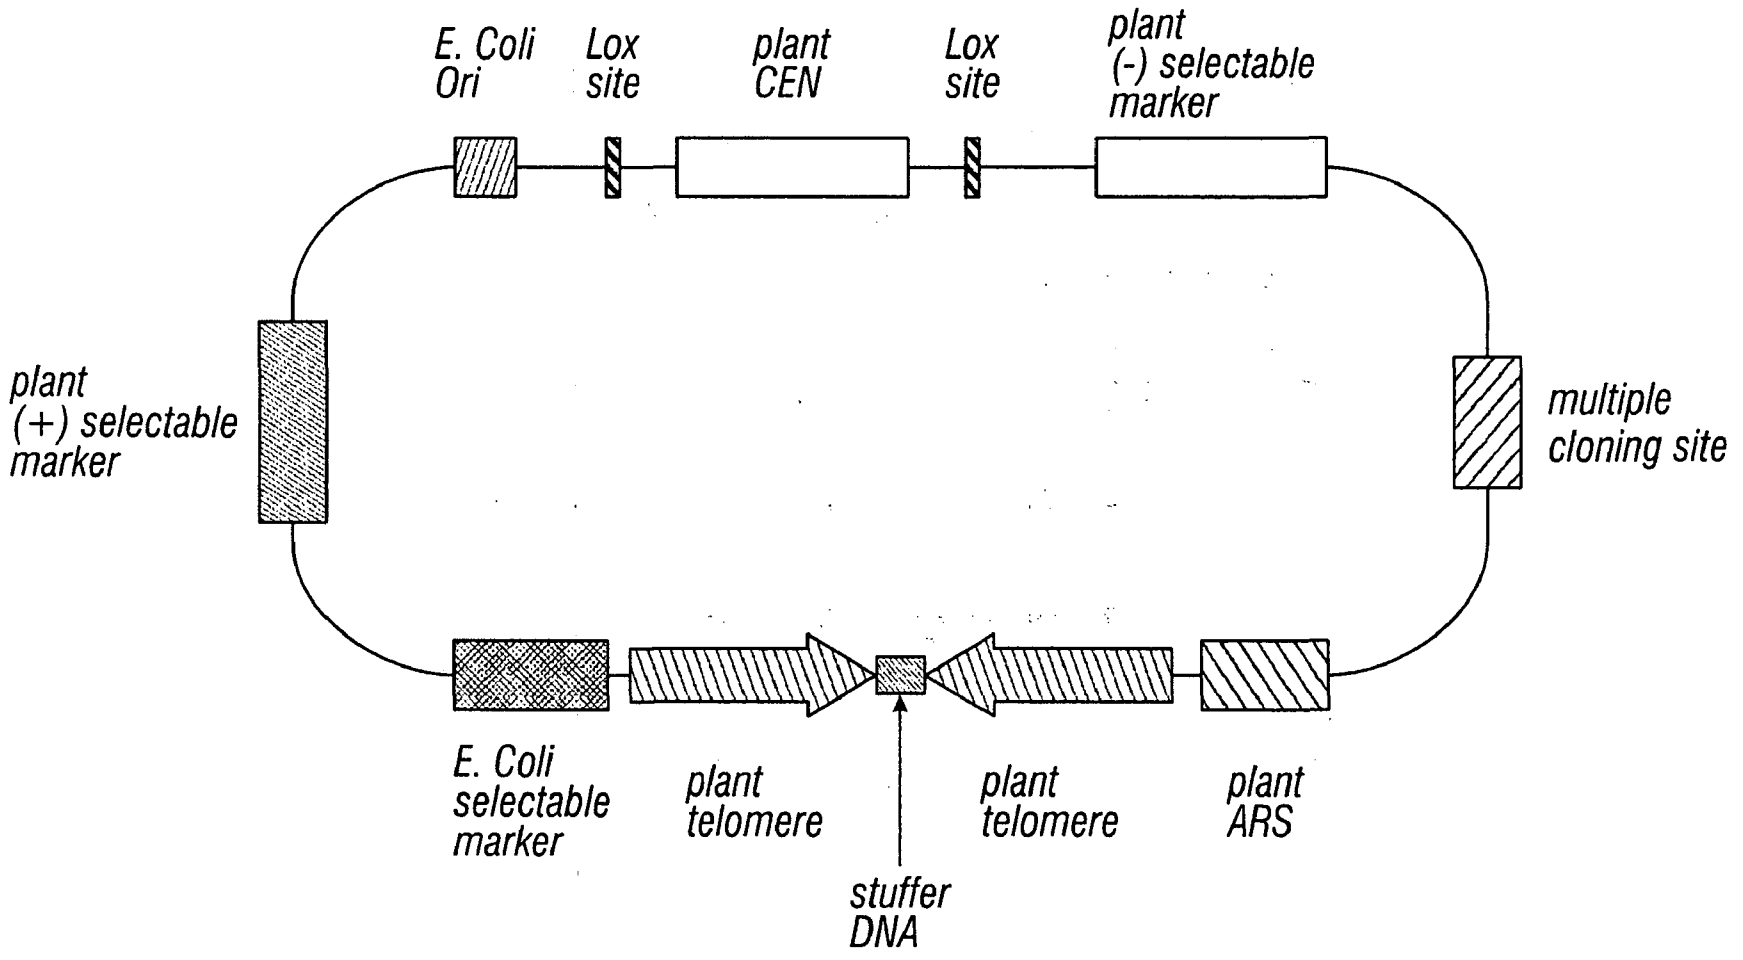 E. Coli
Ori
Lox
site
plant
CEN
Lox
site
plant
(-) selectable
marker
plant
(+) selectable
marker
multiple
cloning site
E. Coli
selectable
marker
plant
telomere
plant
telomere
plant
ARS
stuffer
DNA